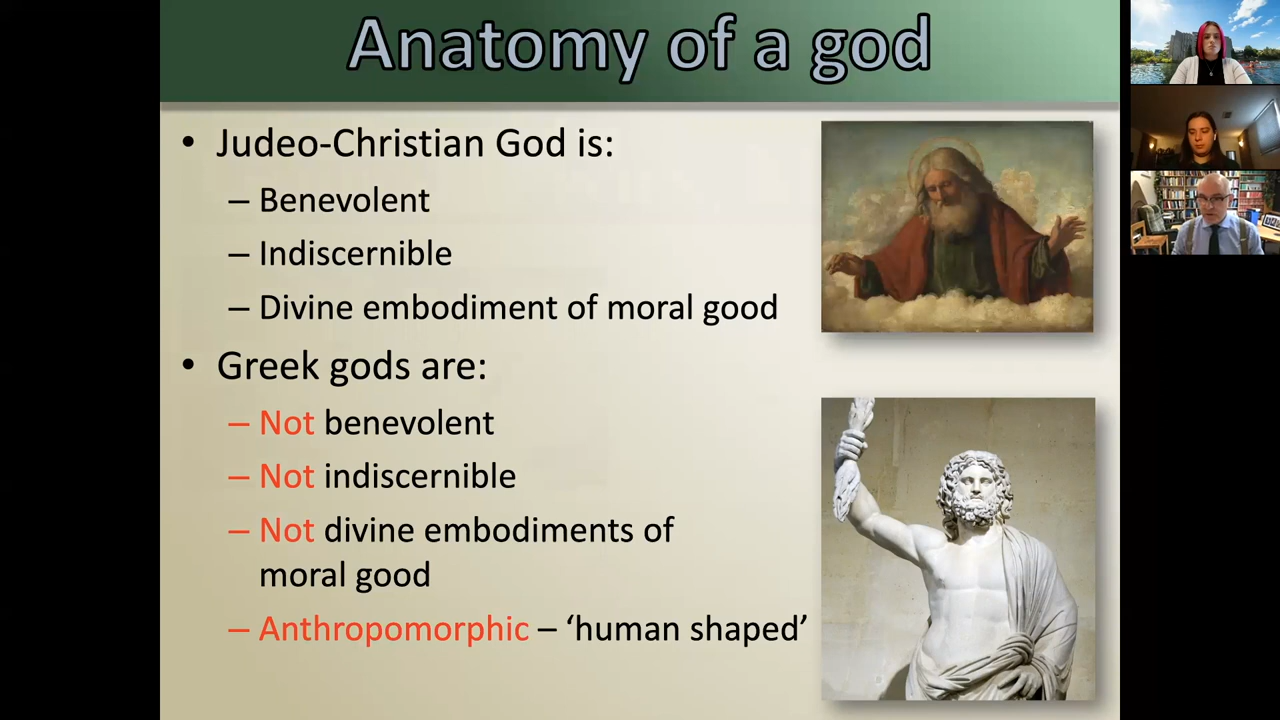 Anatomy of a god
• Judeo-Christian God is:
– Benevolent
– Indiscernible
– Divine embodiment of moral good
• Greek gods are:
– Not benevolent
– Not indiscernible
– Not divine embodiments of
moral good
– Anthropomorphic – ‘human shaped’